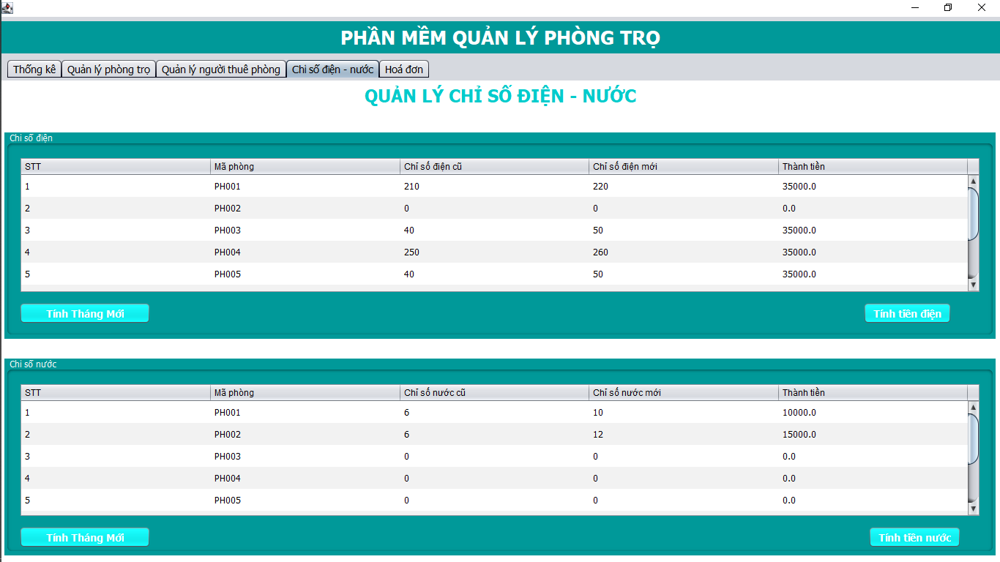 PHẦN MỀM QUẢN LÝ PHÒNG TRỌ
Thống kê Quản lý phòng trọ Quản lý người thuê phòng Chỉ số điện - nước Hoá đơn
QUẢN LÝ CHỈ SỐ ĐIỆN - NƯỚC
Chỉ số điện
STT Mã phòng Chỉ số điện cũ Chỉ số điện mới Thành tiền
1 PH001 210 220 35000.0
2 PH002 0 0 0.0
3 PH003 40 50 35000.0
4 PH004 250 260 35000.0
5 PH005 40 50 35000.0
Tính Tháng Mới Tính tiền điện
Chỉ số nước
STT Mã phòng Chỉ số nước cũ Chỉ số nước mới Thành tiền
1 PH001 6 10 10000.0
2 PH002 6 12 15000.0
3 PH003 0 0 0.0
4 PH004 0 0 0.0
5 PH005 0 0 0.0
Tính Tháng Mới Tính tiền nước